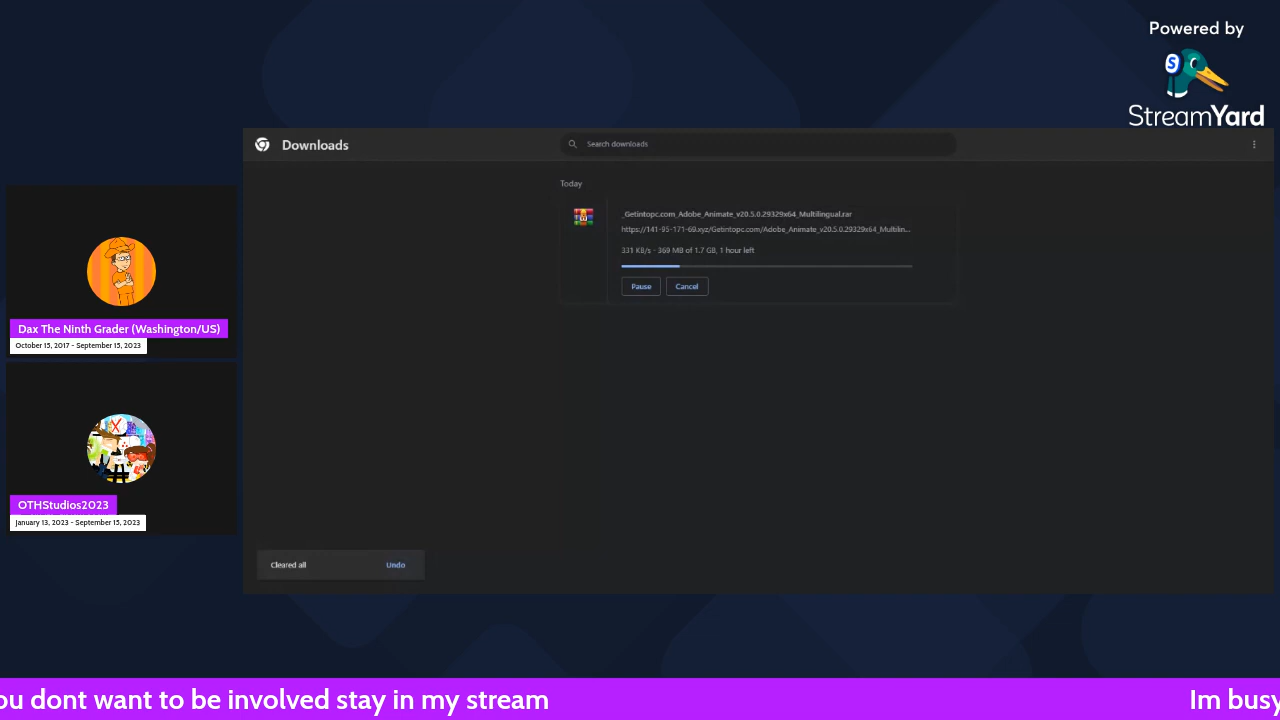 Powered by
StreamYard
Downloads
Search downloads
Today
_Getintopc.com_Adobe_Animate_v20.5.0.29329x64_Multilingual.rar
https://141-95-171-69.xyz/Getintopc.com/Adobe_Animate_v20.5.0.29329x64_Multilin...
331 KB/s - 369 MB of 1.7 GB, 1 hour left
Pause
Cancel
Dax The Ninth Grader (Washington/US)
October 15, 2017 - September 15, 2023
OTHStudios2023
January 13, 2023 - September 15, 2023
Cleared all
Undo
ou dont want to be involved stay in my stream
Im busy